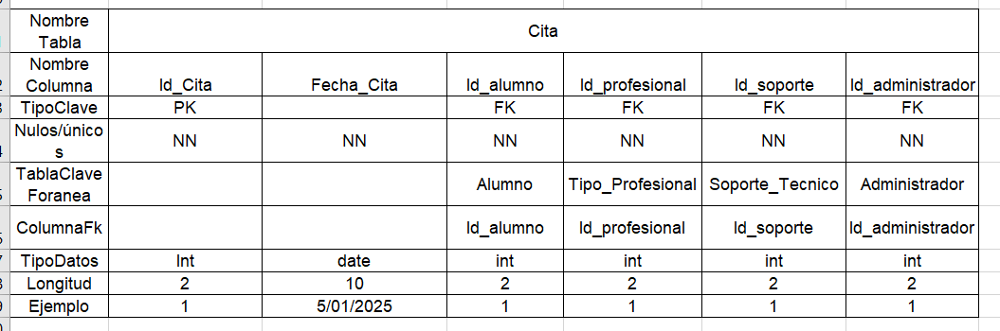 Nombre Tabla Cita
Nombre Columna Id_Cita Fecha_Cita Id_alumno Id_profesional Id_soporte Id_administrador
TipoClave PK FK FK FK FK
Nulos/únicos NN NN NN NN NN NN
TablaClave Foranea Alumno Tipo_Profesional Soporte_Tecnico Administrador
ColumnaFk Id_alumno Id_profesional Id_soporte Id_administrador
TipoDatos Int date int int int int
Longitud 2 10 2 2 2 2
Ejemplo 1 5/01/2025 1 1 1 1